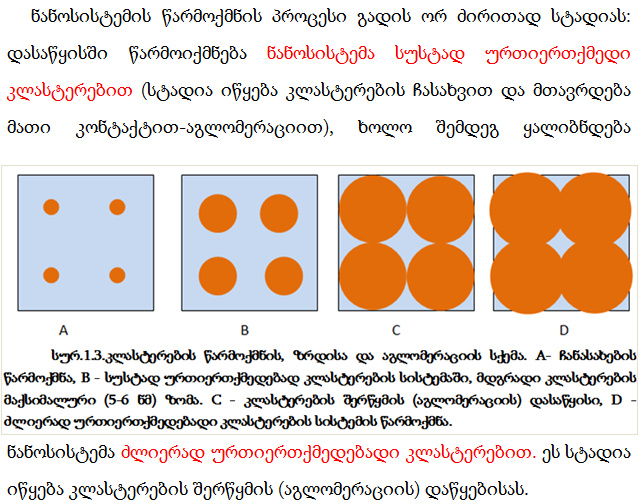 ნანოსისტემის წარმოქმნის პროცესი გადის ორ ძირითად სტადიას:
დასაწყისში წარმოიქმნება ნანოსისტემა სუსტად ურთიერთქმედი
კლასტერებით (სტადია იწყება კლასტერების ჩასახვით და მთავრდება
მათი კონტაქტით-აგლომერაციით), ხოლო შემდეგ ყალიბნდება
A B C D
სურ.1.3.კლასტერების წარმოქმნის, ზრდისა და აგლომერაციის სქემა. A- ჩანასახების
წარმოქმნა, B - სუსტად ურთიერთქმედებად კლასტერების სისტემაში, მდგრადი კლასტერების
მაქსიმალური (5-6 ნმ) ზომა. C - კლასტერების შერწყმის (აგლომერაციის) დასაწყისი, D -
ძლიერად ურთიერთქმედებადი კლასტერების სისტემის წარმოქმნა.
ნანოსისტემა ძლიერად ურთიერთქმედებადი კლასტერებით. ეს სტადია
იწყება კლასტერების შერწყმის (აგლომერაციის) დაწყებისას.